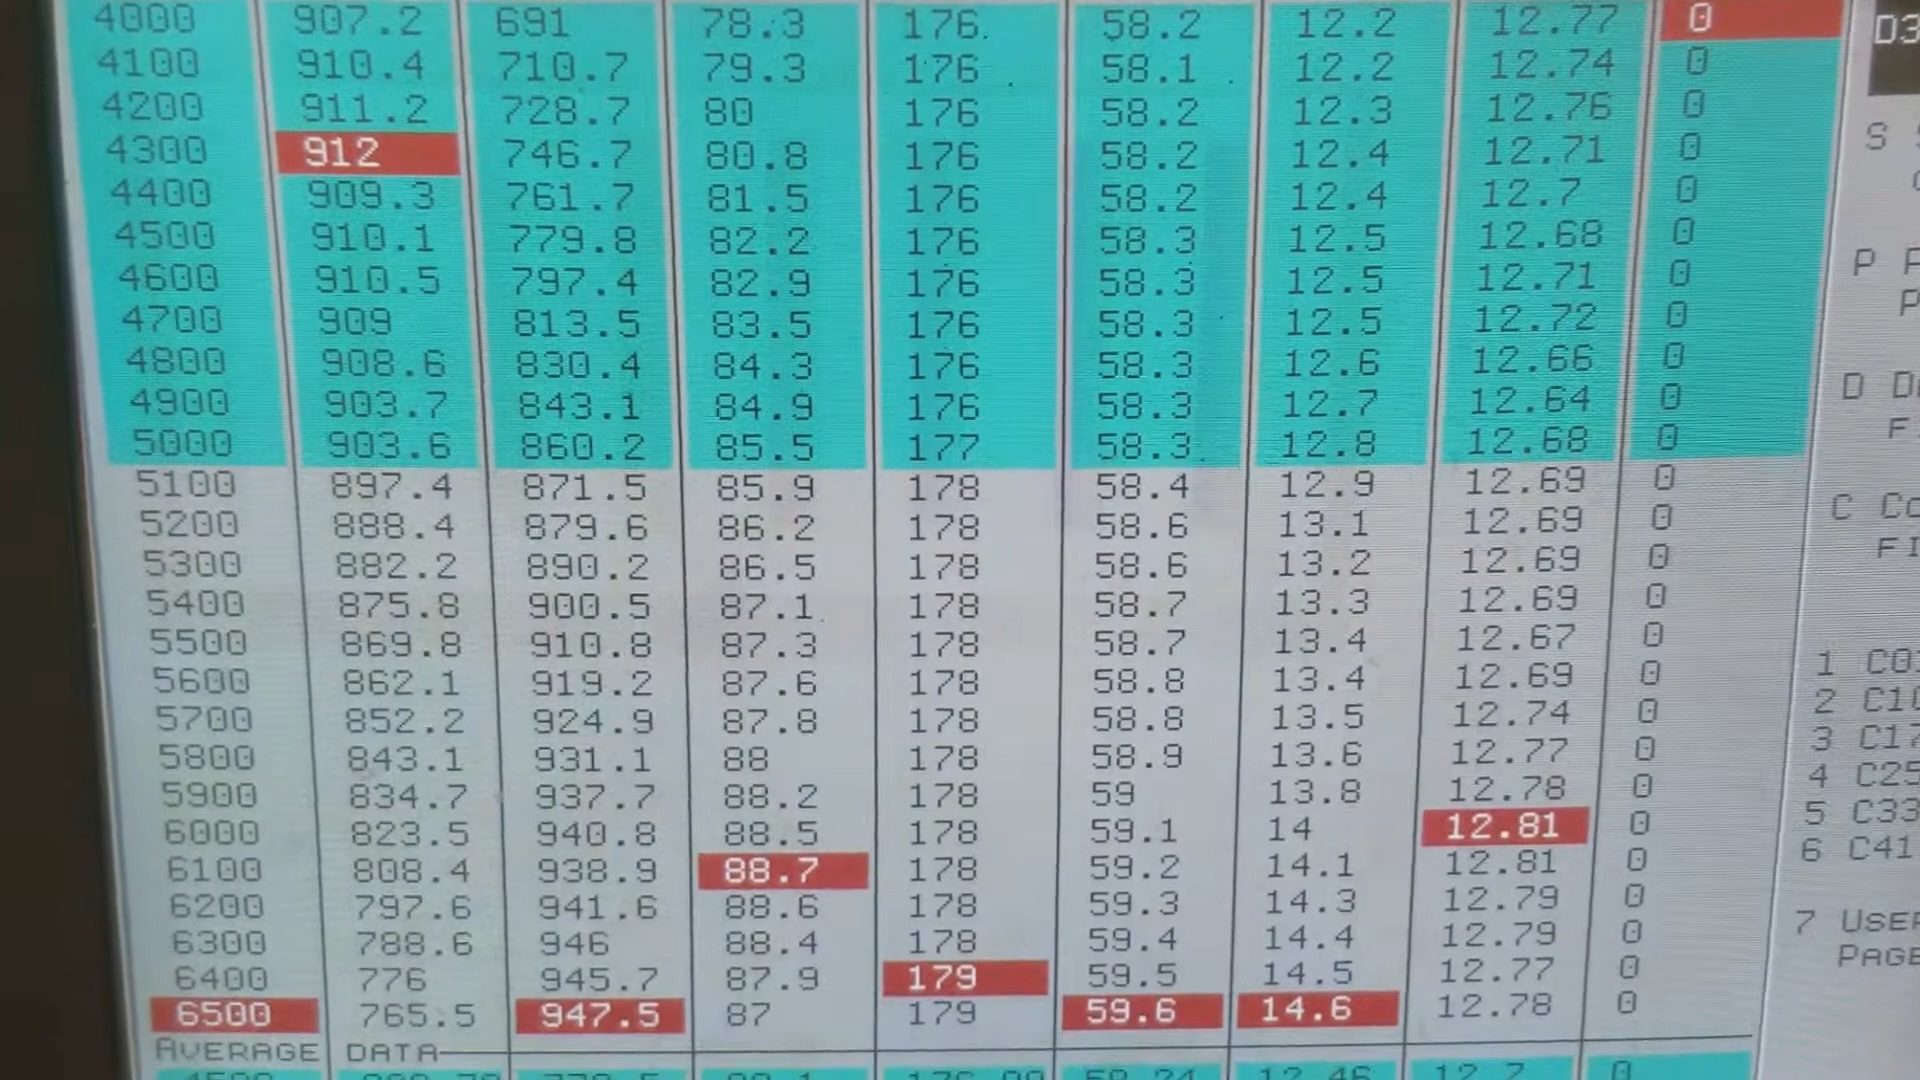 4000 907.2 691 78.3 176 58.2 12.2 12.77 0 D3
4100 910.4 710.7 79.3 176 58.1 12.2 12.74 0
4200 911.2 728.7 80 176 58.2 12.3 12.76 0
4300 912 746.7 80.8 176 58.2 12.4 12.71 0 S
4400 909.3 761.7 81.5 176 58.2 12.4 12.7 0
4500 910.1 779.8 82.2 176 58.3 12.5 12.68 0
4600 910.5 797.4 82.9 176 58.3 12.5 12.71 0 P
4700 909 813.5 83.5 176 58.3 12.5 12.72 0 P
4800 908.6 830.4 84.3 176 58.3 12.6 12.66 0
4900 903.7 843.1 84.9 176 58.3 12.7 12.64 0 D
5000 903.6 860.2 85.5 177 58.3 12.8 12.68 0 F
5100 897.4 871.5 85.9 178 58.4 12.9 12.69 0
5200 888.4 879.6 86.2 178 58.6 13.1 12.69 0 C Co
5300 882.2 890.2 86.5 178 58.6 13.2 12.69 0 FI
5400 875.8 900.5 87.1 178 58.7 13.3 12.69 0
5500 869.8 910.8 87.3 178 58.7 13.4 12.67 0
5600 862.1 919.2 87.6 178 58.8 13.4 12.69 0 1
5700 852.2 924.9 87.8 178 58.8 13.5 12.74 0 2
5800 843.1 931.1 88 178 58.9 13.6 12.77 0 3 C17
5900 834.7 937.7 88.2 178 59 13.8 12.78 0 4 C25
6000 823.5 940.8 88.5 178 59.1 14 12.81 0 5 C33
6100 808.4 938.9 88.7 178 59.2 14.1 12.81 0 6 C41
6200 797.6 941.6 88.6 178 59.3 14.3 12.79 0
6300 788.6 946 88.4 178 59.4 14.4 12.79 0 7 USER
6400 776 945.7 87.9 179 59.5 14.5 12.77 0 PAGE
6500 765.5 947.5 87 179 59.6 14.6 12.78 0
AVERAGE DATA